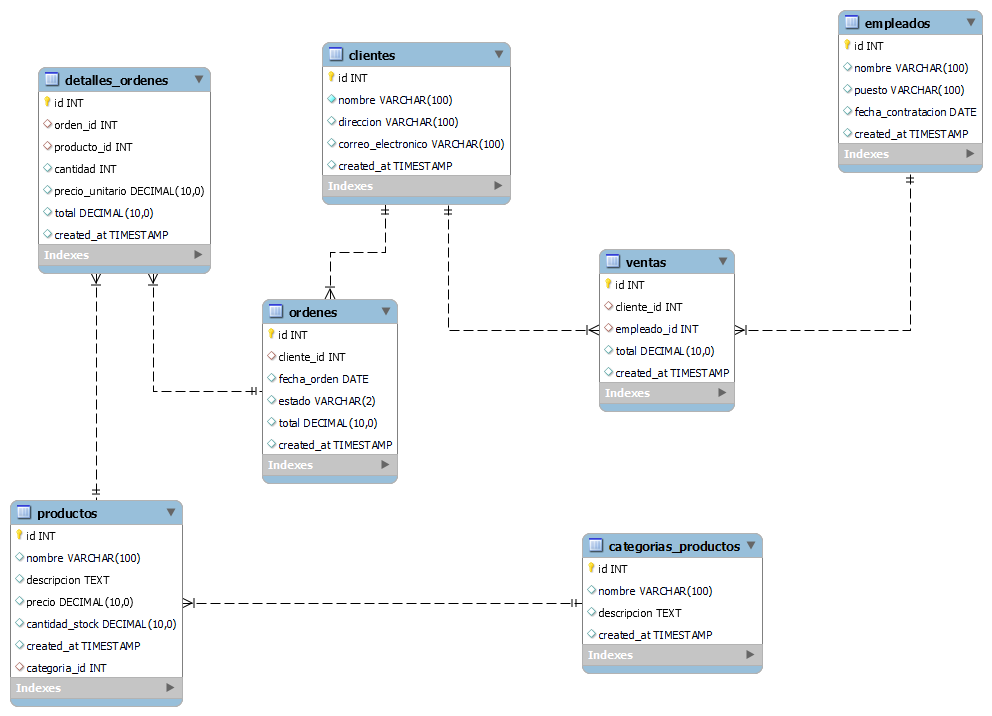 empleados
id INT
nombre VARCHAR(100)
puesto VARCHAR(100)
fecha_contratacion DATE
created_at TIMESTAMP
Indexes
clientes
id INT
nombre VARCHAR(100)
direccion VARCHAR(100)
correo_electronico VARCHAR(100)
created_at TIMESTAMP
Indexes
detalles_ordenes
id INT
orden_id INT
producto_id INT
cantidad INT
precio_unitario DECIMAL(10,0)
total DECIMAL(10,0)
created_at TIMESTAMP
Indexes
ventas
id INT
cliente_id INT
empleado_id INT
total DECIMAL(10,0)
created_at TIMESTAMP
Indexes
ordenes
id INT
cliente_id INT
fecha_orden DATE
estado VARCHAR(2)
total DECIMAL(10,0)
created_at TIMESTAMP
Indexes
productos
id INT
nombre VARCHAR(100)
descripcion TEXT
precio DECIMAL(10,0)
cantidad_stock DECIMAL(10,0)
created_at TIMESTAMP
categoria_id INT
Indexes
categorias_productos
id INT
nombre VARCHAR(100)
descripcion TEXT
created_at TIMESTAMP
Indexes